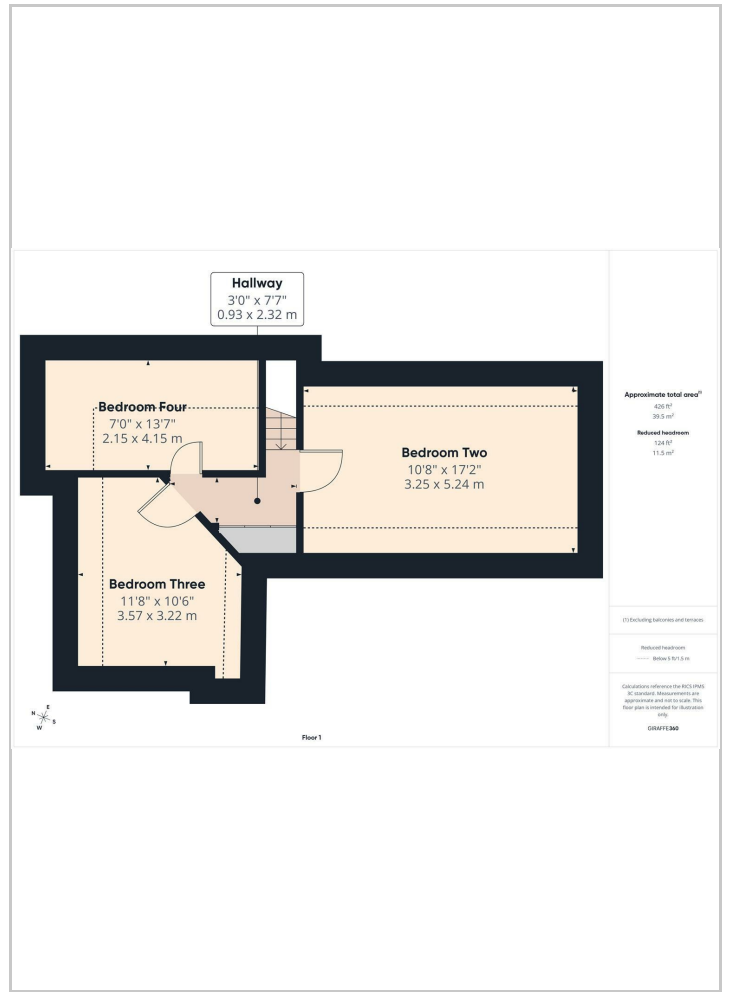 Hallway
3'0" x 7'7"
0.93 x 2.32 m
Bedroom Four
7'0" x 13'7"
2.15 x 4.15 m
Bedroom Two
10'8" x 17'2"
3.25 x 5.24 m
Bedroom Three
11'8" x 10'6"
3.57 x 3.22 m
N
E
S
W
Floor 1
Approximate total area⁽¹⁾
426 ft²
39.5 m²
Reduced headroom
124 ft²
11.5 m²
(1) Excluding balconies and terraces
Reduced headroom
Below 5 ft/1.5 m
Calculations reference the RICS IPMS
3C standard. Measurements are
approximate and not to scale. This
floor plan is intended for illustration
only.
GIRAFFE360